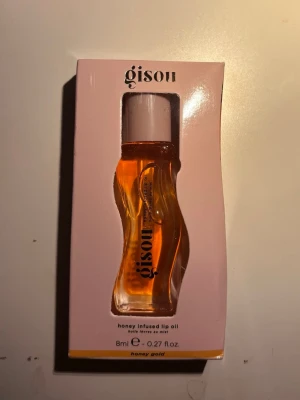 gisou
gisou
honey infused lip oil
huile lèvres au miel
8ml e - 0.27 fl oz.
honey gold